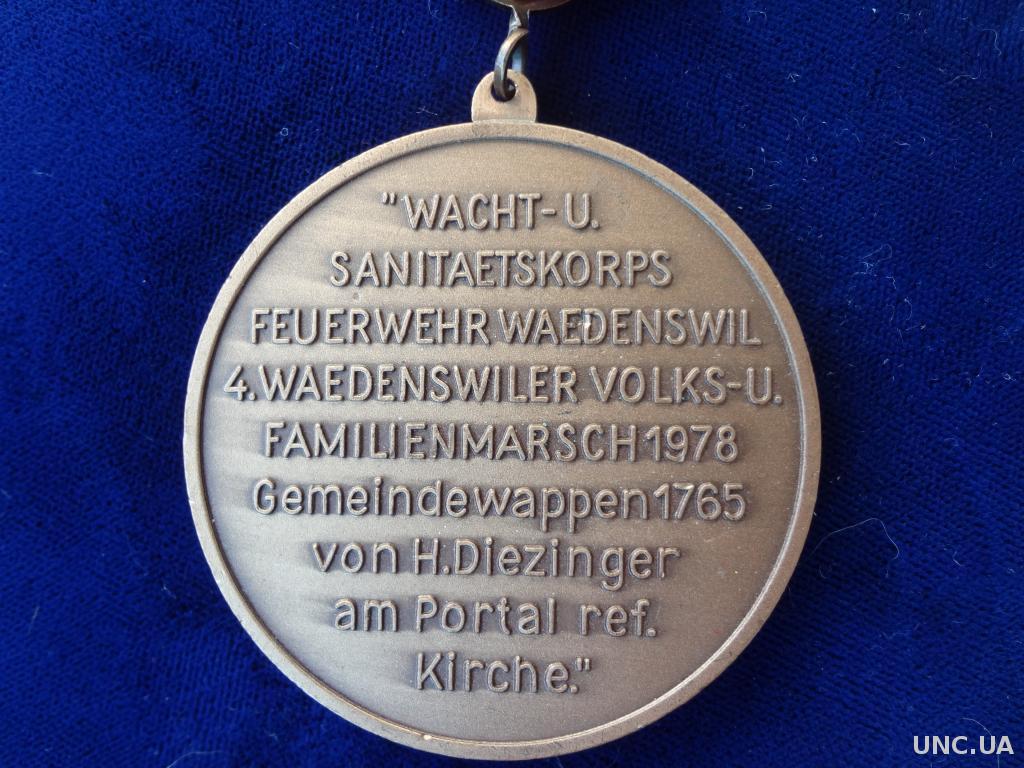 "WACHT-U.
SANITAETSKORPS
FEUERWEHR WAEDENSWIL
4.WAEDENSWILER VOLKS-U.
FAMILIENMARSCH 1978
Gemeindewappen 1765
von H.Diezinger
am Portal ref.
Kirche."
UNC.UA